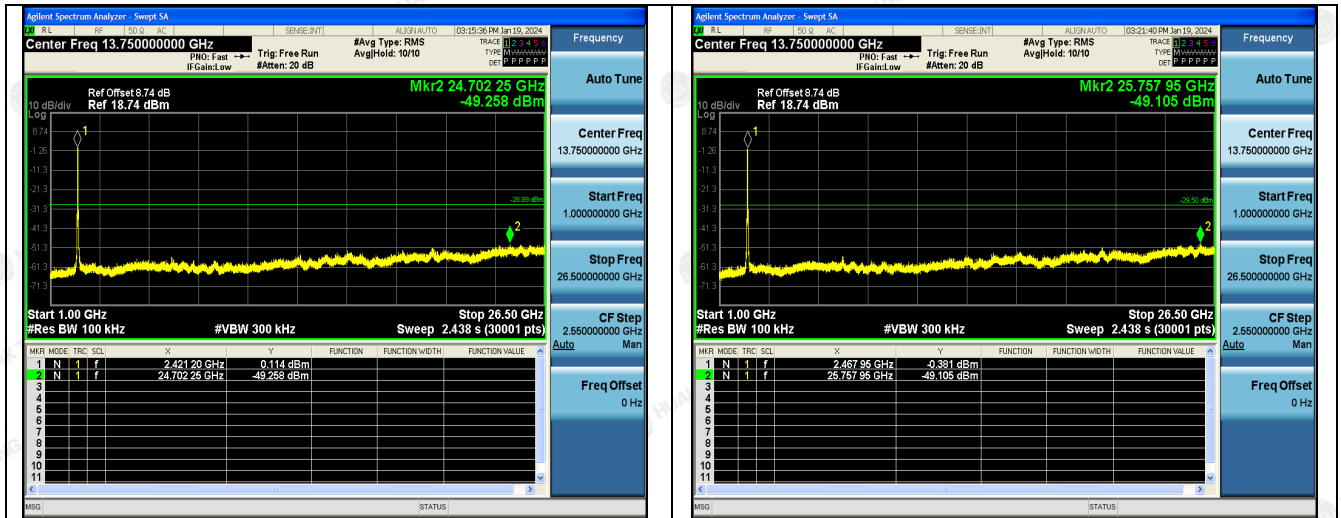 Agilent Spectrum Analyzer - Swept SA
RL RF 50 Ω AC SENSE:INT ALIGNAUTO 03:15:36 PM Jan 19, 2024
Center Freq 13.750000000 GHz
PNO: Fast
IFGain:Low
Trig: Free Run
#Atten: 20 dB
#Avg Type: RMS
Avg|Hold: 10/10
TRACE 1 2 3 4 5 6
TYPE M
DET P P P P P P
Ref Offset 8.74 dB
10 dB/div Ref 18.74 dBm
Log
Mkr2 24.702 25 GHz
-49.258 dBm
8.74
-1.26
-11.3
-21.3
-31.3
-41.3
-51.3
-61.3
-71.3
1
-28.89 dBm
2
Start 1.00 GHz Stop 26.50 GHz
#Res BW 100 kHz #VBW 300 kHz Sweep 2.438 s (30001 pts)
MKR MODE TRC SCL X Y FUNCTION FUNCTION WIDTH FUNCTION VALUE
1 N 1 f 2.421 20 GHz 0.114 dBm
2 N 1 f 24.702 25 GHz -49.258 dBm
3
4
5
6
7
8
9
10
11
MSG STATUS
Frequency
Auto Tune
Center Freq
13.750000000 GHz
Start Freq
1.000000000 GHz
Stop Freq
26.500000000 GHz
CF Step
2.550000000 GHz
Auto Man
Freq Offset
0 Hz
Agilent Spectrum Analyzer - Swept SA
RL RF 50 Ω AC SENSE:INT ALIGNAUTO 03:21:40 PM Jan 19, 2024
Center Freq 13.750000000 GHz
PNO: Fast
IFGain:Low
Trig: Free Run
#Atten: 20 dB
#Avg Type: RMS
Avg|Hold: 10/10
TRACE 1 2 3 4 5 6
TYPE M
DET P P P P P P
Ref Offset 8.74 dB
10 dB/div Ref 18.74 dBm
Log
Mkr2 25.757 95 GHz
-49.105 dBm
8.74
-1.26
-11.3
-21.3
-31.3
-41.3
-51.3
-61.3
-71.3
1
-29.50 dBm
2
Start 1.00 GHz Stop 26.50 GHz
#Res BW 100 kHz #VBW 300 kHz Sweep 2.438 s (30001 pts)
MKR MODE TRC SCL X Y FUNCTION FUNCTION WIDTH FUNCTION VALUE
1 N 1 f 2.467 95 GHz -0.381 dBm
2 N 1 f 25.757 95 GHz -49.105 dBm
3
4
5
6
7
8
9
10
11
MSG STATUS
Frequency
Auto Tune
Center Freq
13.750000000 GHz
Start Freq
1.000000000 GHz
Stop Freq
26.500000000 GHz
CF Step
2.550000000 GHz
Auto Man
Freq Offset
0 Hz